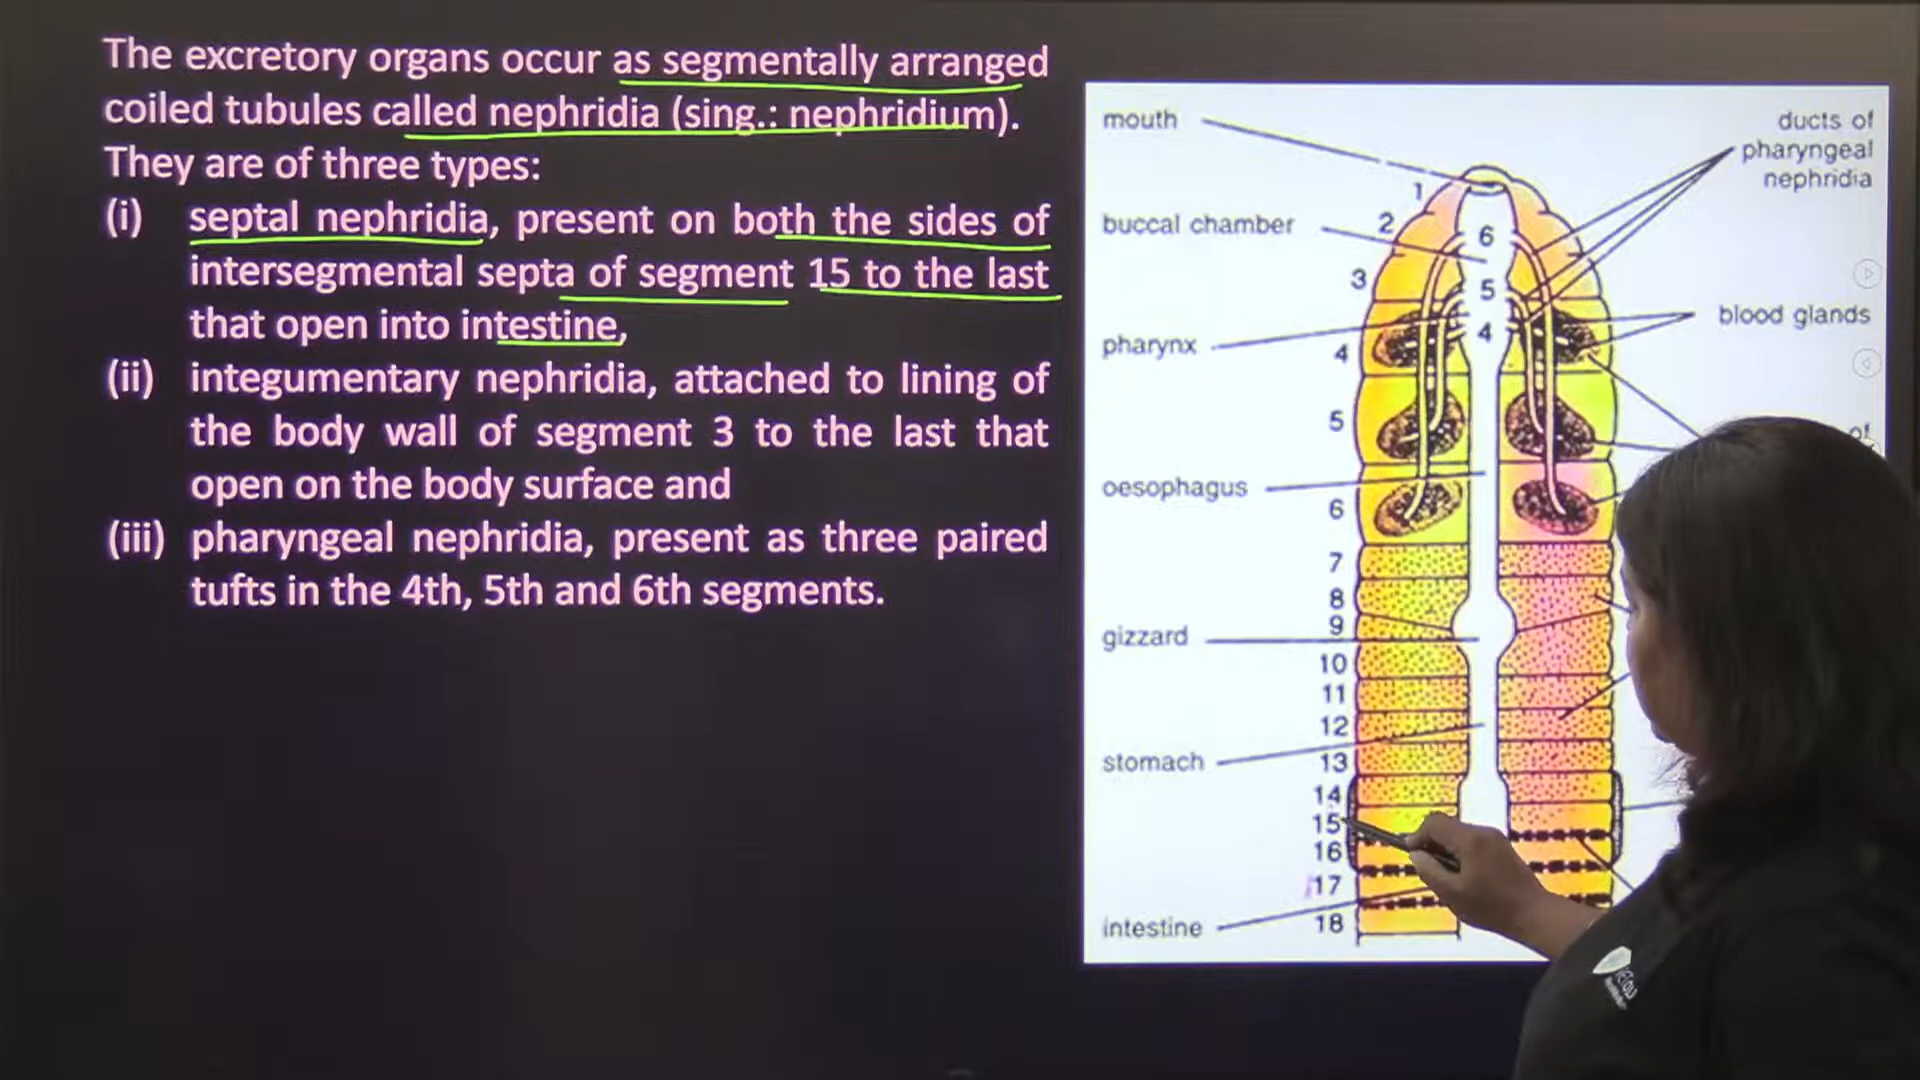 The excretory organs occur as segmentally arranged
coiled tubules called nephridia (sing.: nephridium).
They are of three types:
(i) septal nephridia, present on both the sides of
intersegmental septa of segment 15 to the last
that open into intestine,
(ii) integumentary nephridia, attached to lining of
the body wall of segment 3 to the last that
open on the body surface and
(iii) pharyngeal nephridia, present as three paired
tufts in the 4th, 5th and 6th segments.
mouth
buccal chamber
pharynx
oesophagus
gizzard
stomach
intestine
1
2
3
4
5
6
7
8
9
10
11
12
13
14
15
16
17
18
6
5
4
ducts of
pharyngeal
nephridia
blood glands
of